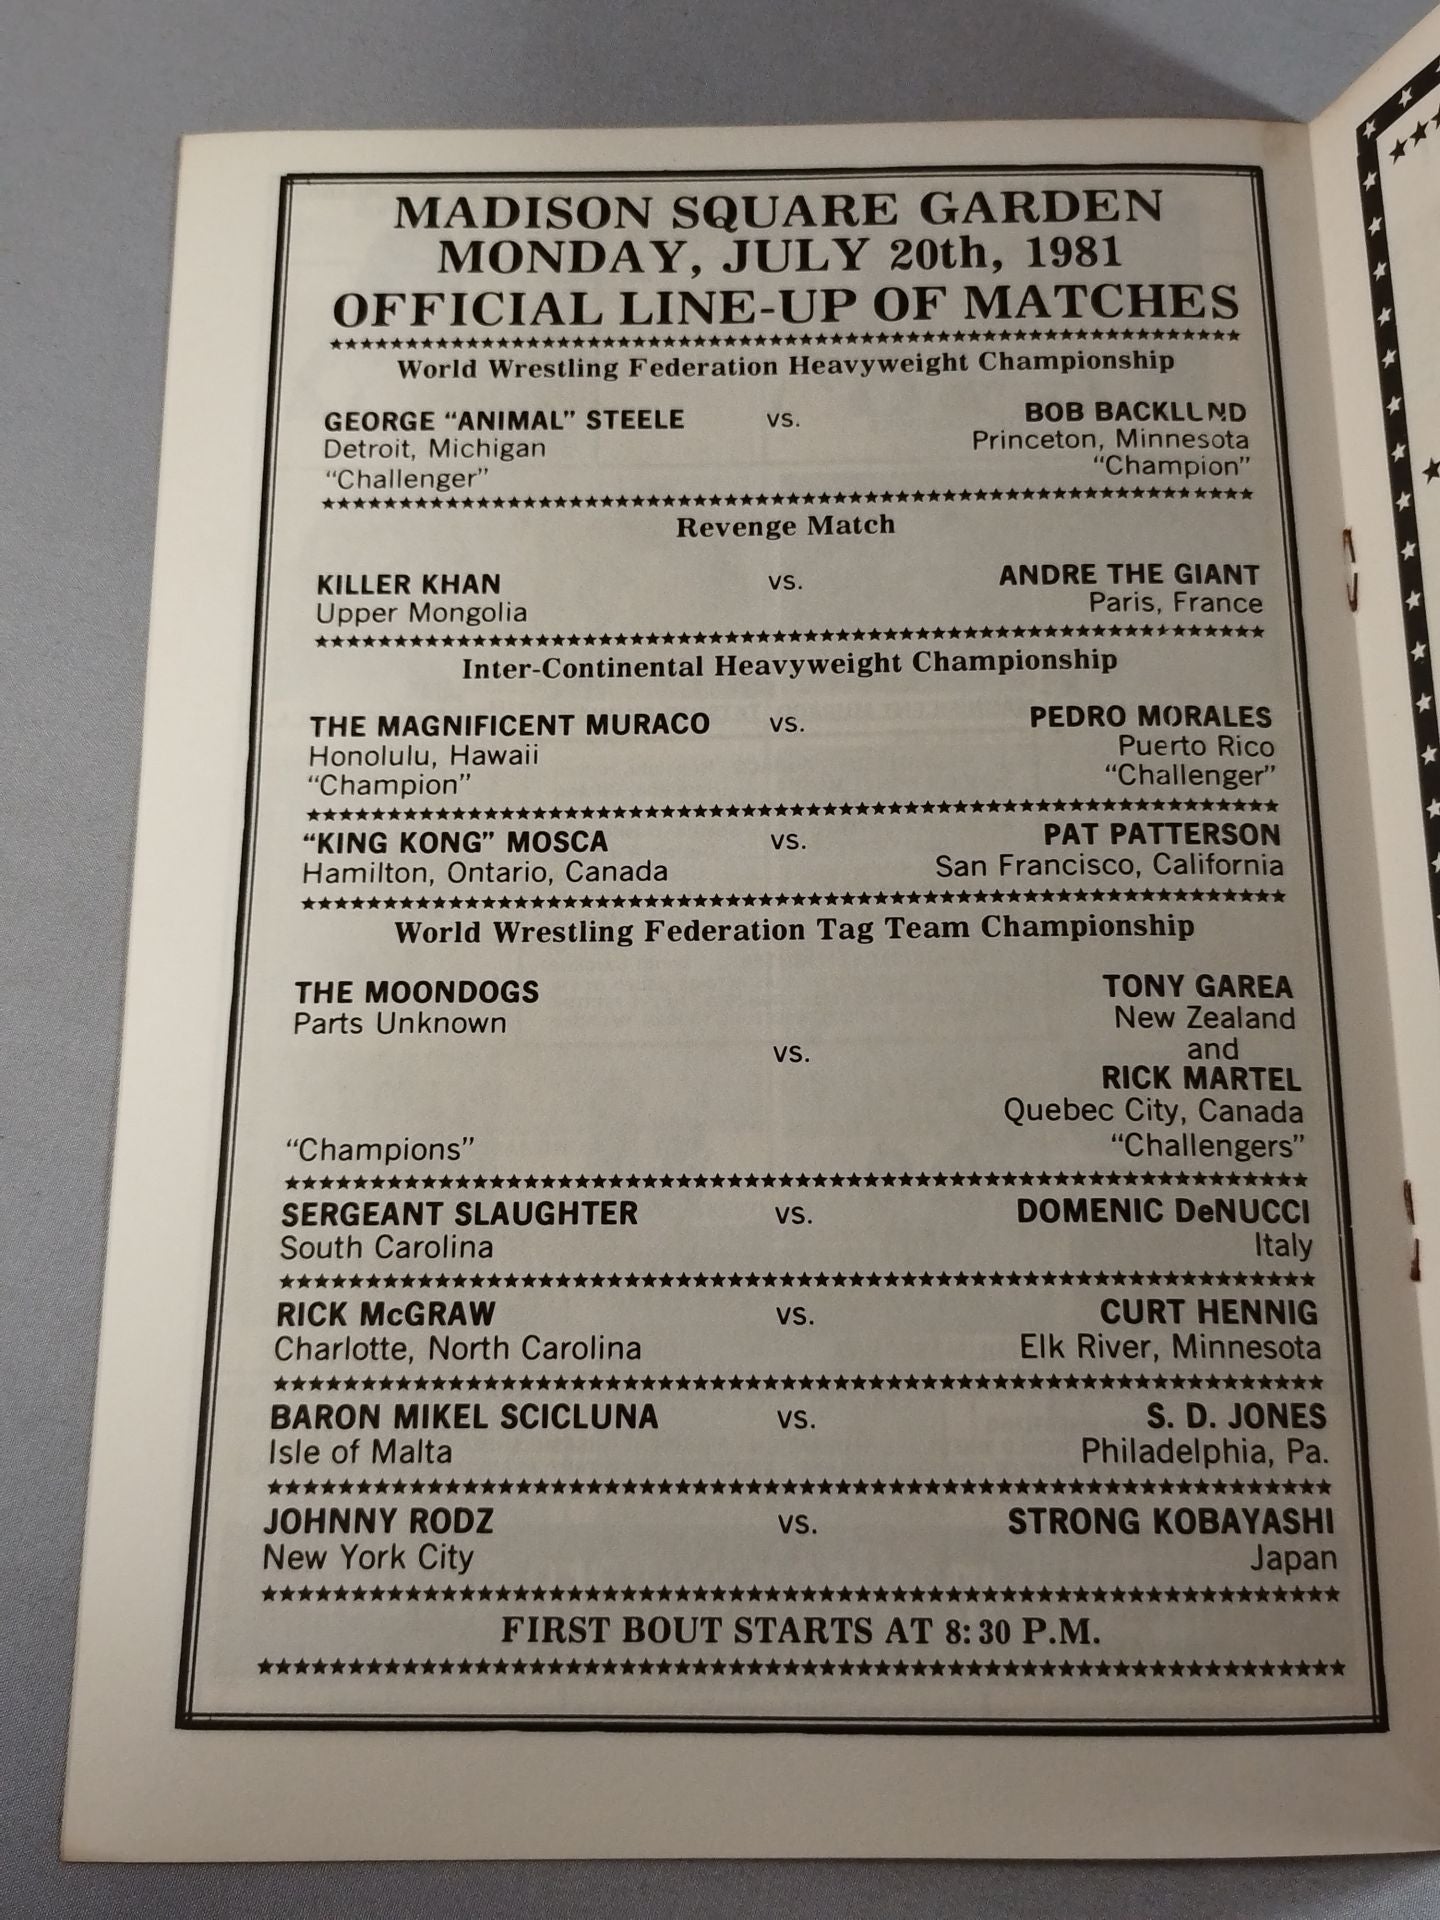 MADISON SQUARE GARDEN
MONDAY, JULY 20th, 1981
OFFICIAL LINE-UP OF MATCHES
World Wrestling Federation Heavyweight Championship
GEORGE “ANIMAL” STEELE vs. BOB BACKLUND
Detroit, Michigan Princeton, Minnesota
“Challenger” “Champion”
Revenge Match
KILLER KHAN vs. ANDRE THE GIANT
Upper Mongolia Paris, France
Inter-Continental Heavyweight Championship
THE MAGNIFICENT MURACO vs. PEDRO MORALES
Honolulu, Hawaii Puerto Rico
“Champion” “Challenger”
“KING KONG” MOSCA vs. PAT PATTERSON
Hamilton, Ontario, Canada San Francisco, California
World Wrestling Federation Tag Team Championship
THE MOONDOGS TONY GAREA
Parts Unknown New Zealand
vs. and
RICK MARTEL
Quebec City, Canada
“Champions” “Challengers”
SERGEANT SLAUGHTER vs. DOMENIC DeNUCCI
South Carolina Italy
RICK McGRAW vs. CURT HENNIG
Charlotte, North Carolina Elk River, Minnesota
BARON MIKEL SCICLUNA vs. S. D. JONES
Isle of Malta Philadelphia, Pa.
JOHNNY RODZ vs. STRONG KOBAYASHI
New York City Japan
FIRST BOUT STARTS AT 8:30 P.M.